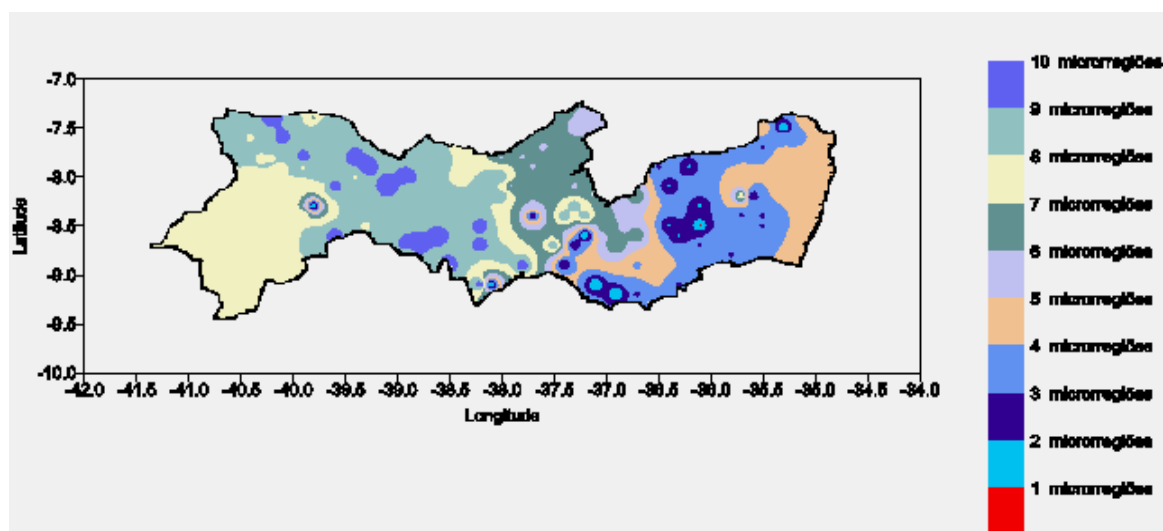 10 microrregiões
9 microrregiões
8 microrregiões
7 microrregiões
6 microrregiões
5 microrregiões
4 microrregiões
3 microrregiões
2 microrregiões
1 microrregiões
-7.0
-7.5
-8.0
-8.5
-9.0
-9.5
-10.0
Latitude
-42.0 -41.5 -41.0 -40.5 -40.0 -39.5 -39.0 -38.5 -38.0 -37.5 -37.0 -36.5 -36.0 -35.5 -35.0 -34.5 -34.0
Longitude